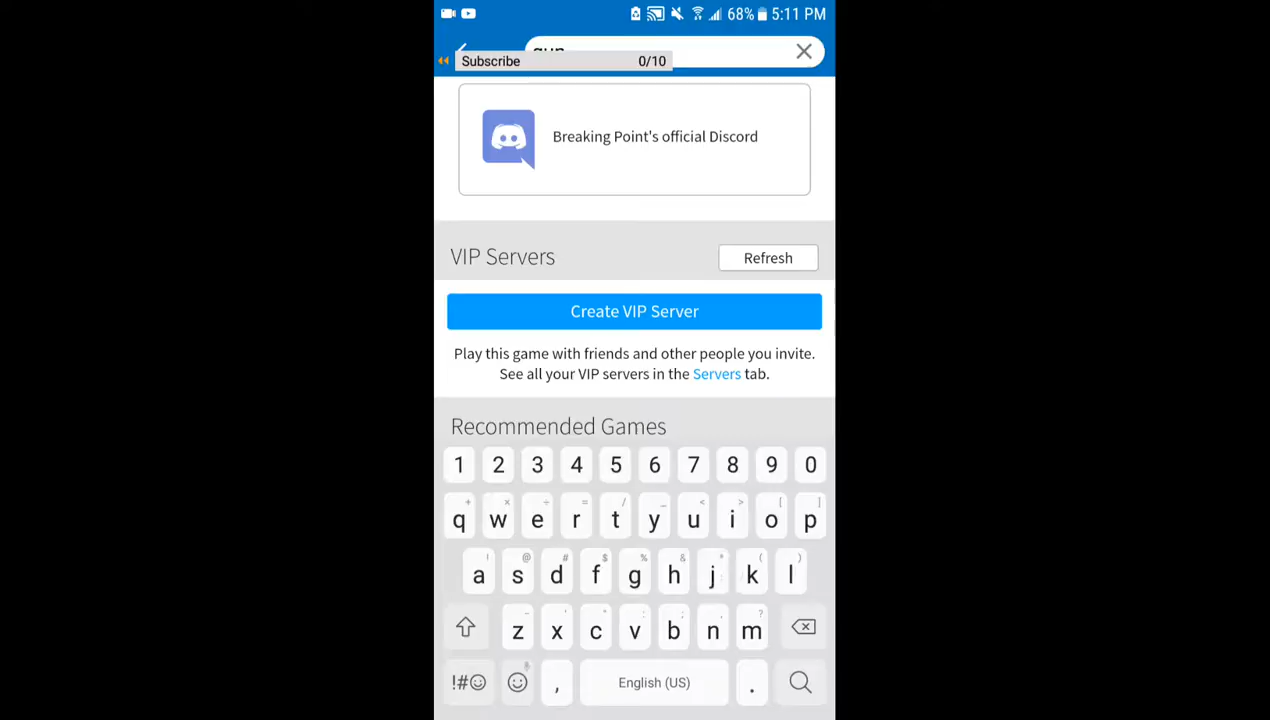 68% 5:11 PM
Subscribe 0/10
Breaking Point's official Discord
VIP Servers
Refresh
Create VIP Server
Play this game with friends and other people you invite.
See all your VIP servers in the Servers tab.
Recommended Games
1 2 3 4 5 6 7 8 9 0
+ × ÷ = / _ < > [ ]
q w e r t y u i o p
! @ # $ % & * ( )
a s d f g h j k l
- ' " : ; , ?
z x c v b n m
!#☺ , English (US) .